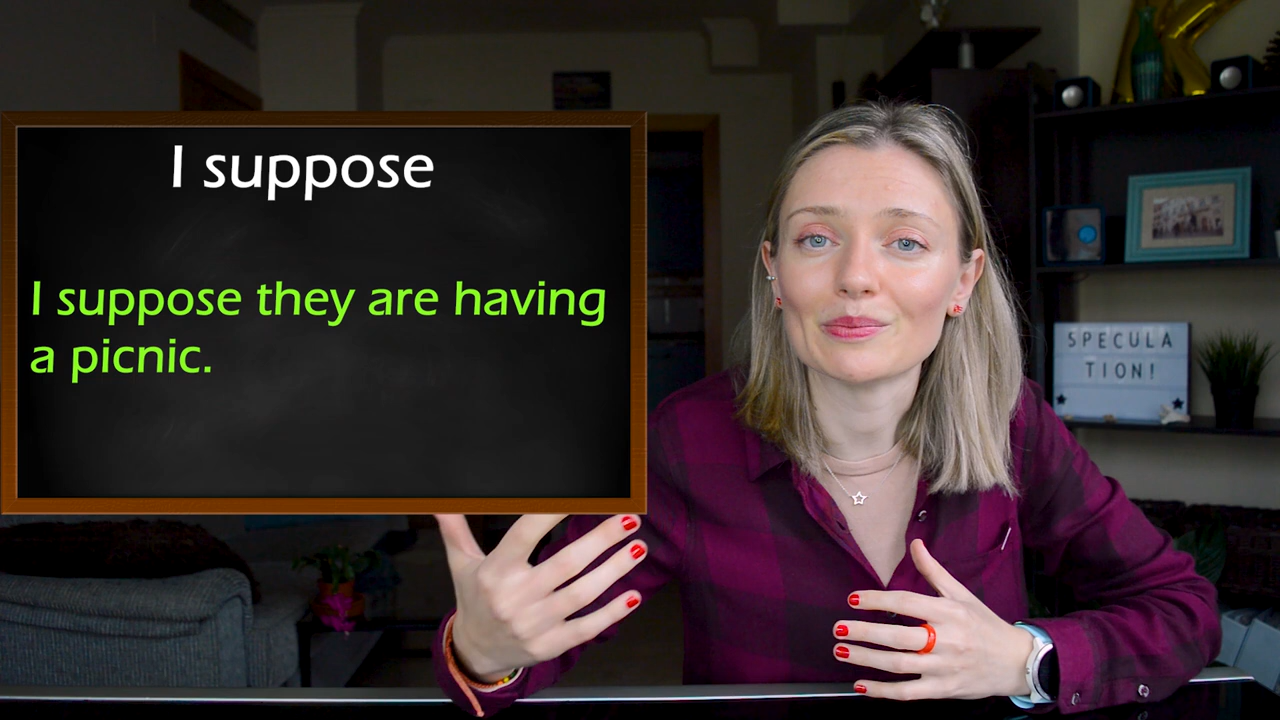 I suppose
I suppose they are having
a picnic.
SPECULA
TION!